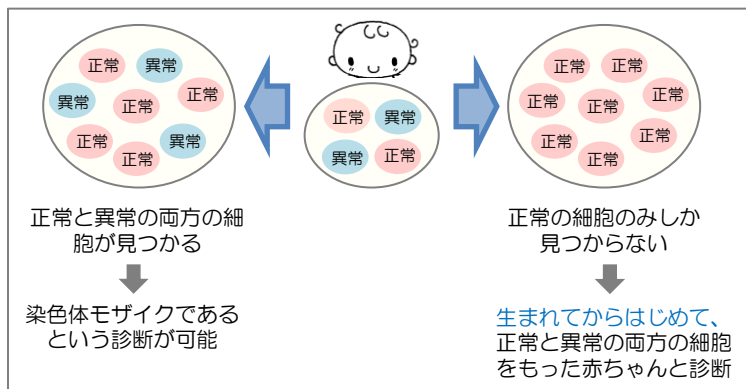 正常
異常
異常
正常
正常
正常
異常
正常
正常
異常
異常
正常
正常
正常
正常
正常
正常
正常
正常
正常
正常と異常の両方の細
胞が見つかる
染色体モザイクである
という診断が可能
正常の細胞のみしか
見つからない
生まれてからはじめて、
正常と異常の両方の細胞
をもった赤ちゃんと診断